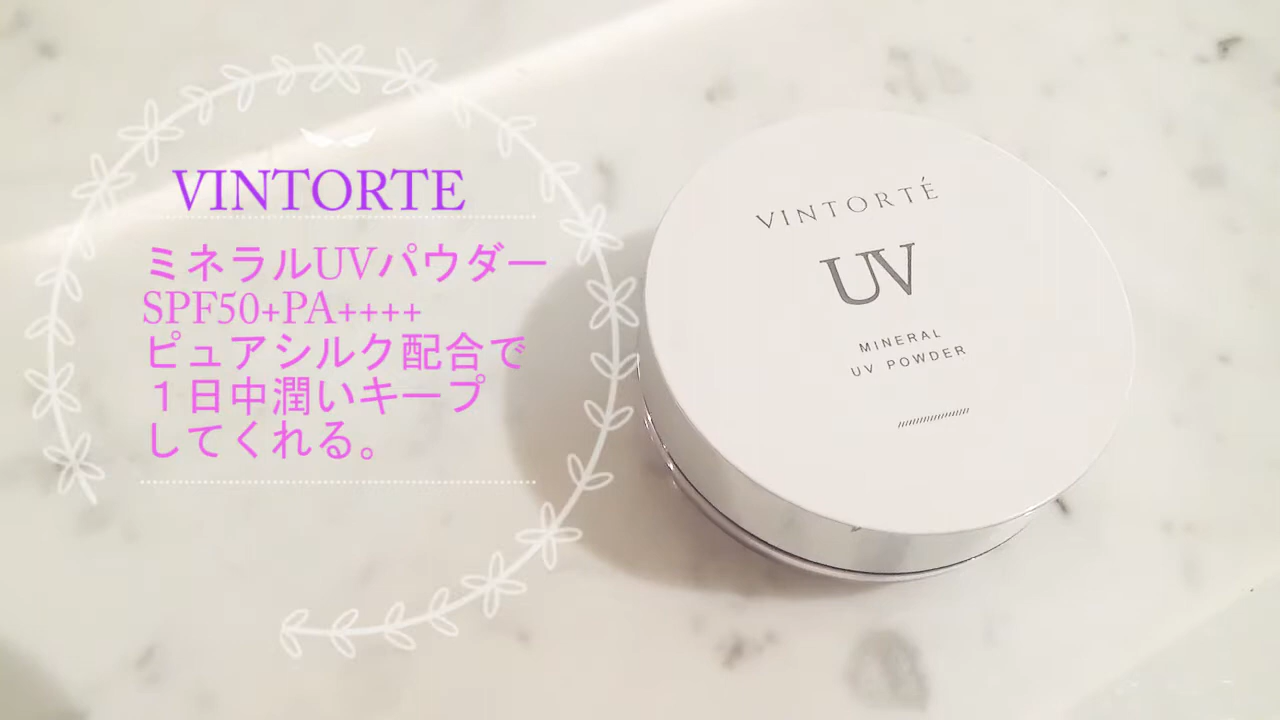 VINTORTE
ミネラルUVパウダー
SPF50+PA++++
ピュアシルク配合で
１日中潤いキープ
してくれる。
VINTORTÉ
UV
MINERAL
UV POWDER